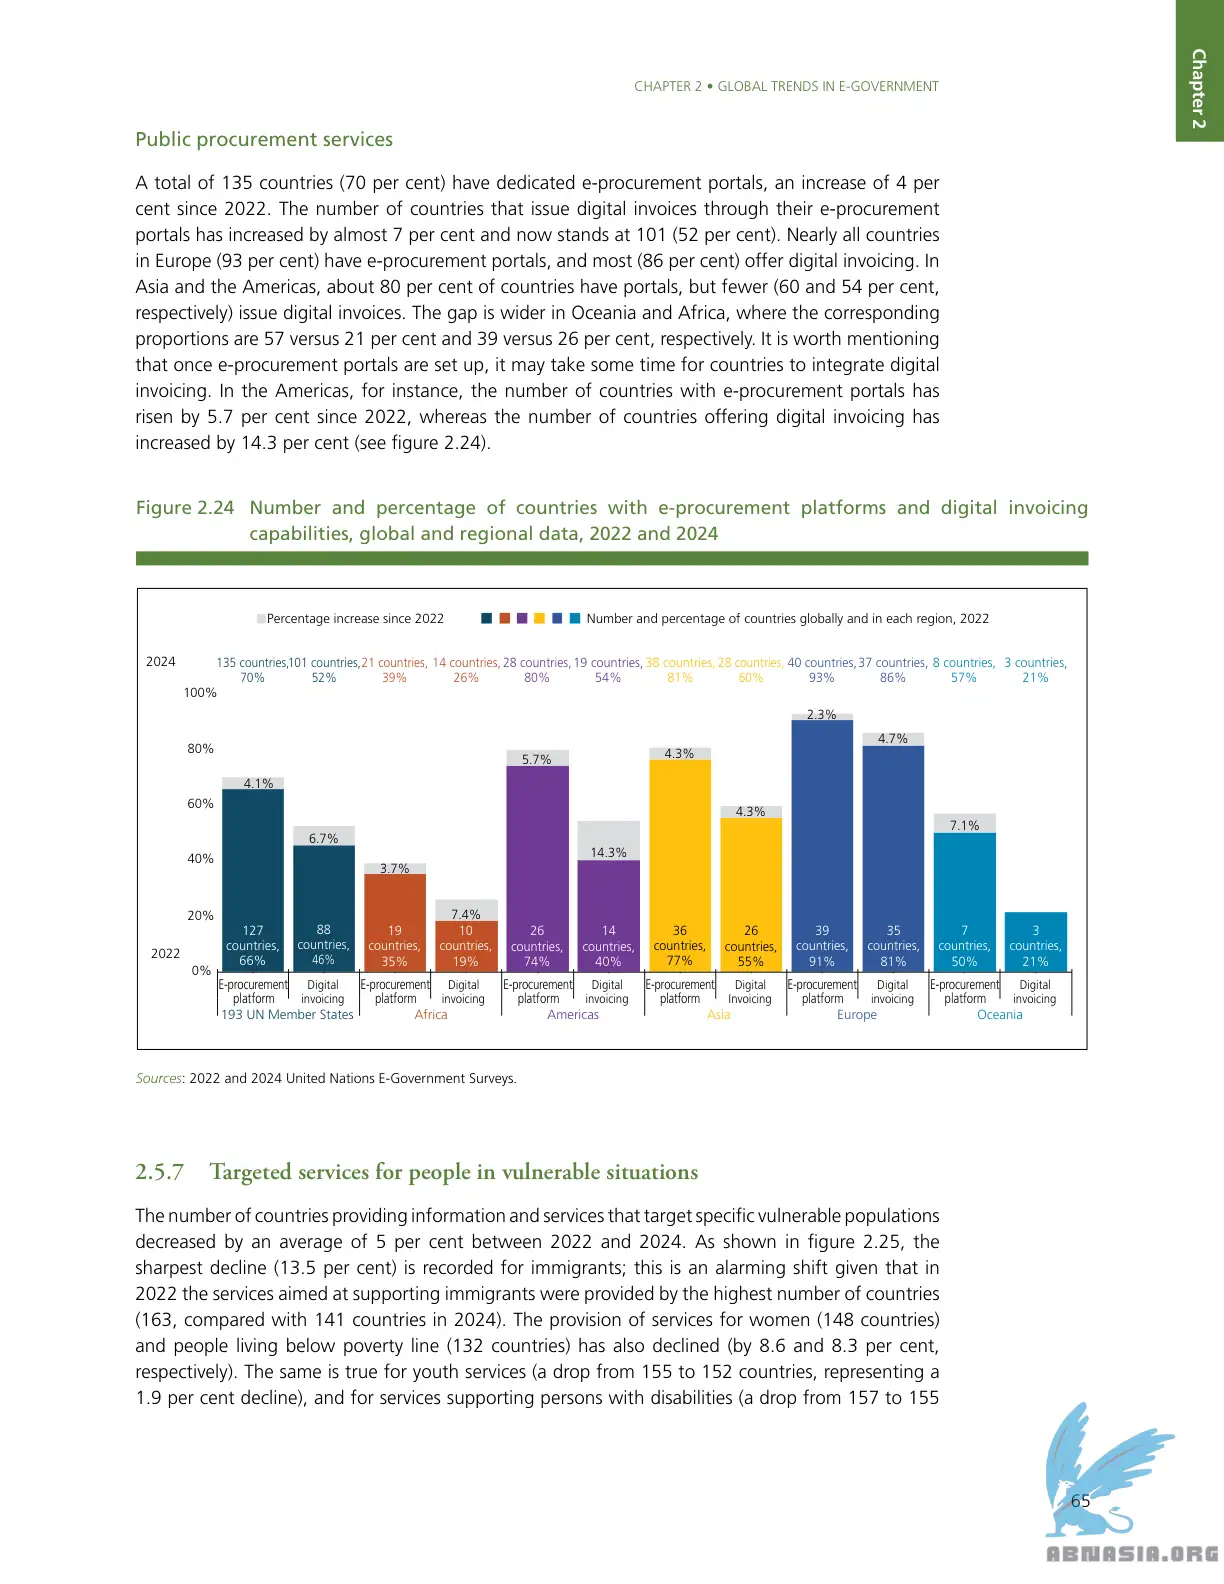 Chapter 2
CHAPTER 2 • GLOBAL TRENDS IN E-GOVERNMENT
Public procurement services
A total of 135 countries (70 per cent) have dedicated e-procurement portals, an increase of 4 per
cent since 2022. The number of countries that issue digital invoices through their e-procurement
portals has increased by almost 7 per cent and now stands at 101 (52 per cent). Nearly all countries
in Europe (93 per cent) have e-procurement portals, and most (86 per cent) offer digital invoicing. In
Asia and the Americas, about 80 per cent of countries have portals, but fewer (60 and 54 per cent,
respectively) issue digital invoices. The gap is wider in Oceania and Africa, where the corresponding
proportions are 57 versus 21 per cent and 39 versus 26 per cent, respectively. It is worth mentioning
that once e-procurement portals are set up, it may take some time for countries to integrate digital
invoicing. In the Americas, for instance, the number of countries with e-procurement portals has
risen by 5.7 per cent since 2022, whereas the number of countries offering digital invoicing has
increased by 14.3 per cent (see figure 2.24).
Figure 2.24 Number and percentage of countries with e-procurement platforms and digital invoicing
capabilities, global and regional data, 2022 and 2024
Percentage increase since 2022 Number and percentage of countries globally and in each region, 2022
2024 135 countries, 101 countries, 21 countries, 14 countries, 28 countries, 19 countries, 38 countries, 28 countries, 40 countries, 37 countries, 8 countries, 3 countries,
70% 52% 39% 26% 80% 54% 81% 60% 93% 86% 57% 21%
100%
2.3%
4.7%
80%
4.3%
5.7%
4.1%
60%
4.3%
7.1%
6.7%
14.3%
40%
3.7%
7.4%
20%
127 88 19 10 26 14 36 26 39 35 7 3
countries, countries, countries, countries, countries, countries, countries, countries, countries, countries, countries, countries,
2022
66% 46% 35% 19% 74% 40% 77% 55% 91% 81% 50% 21%
0%
E-procurement Digital E-procurement Digital E-procurement Digital E-procurement Digital E-procurement Digital E-procurement Digital
platform invoicing platform invoicing platform invoicing platform Invoicing platform invoicing platform invoicing
193 UN Member States Africa Americas Asia Europe Oceania
Sources: 2022 and 2024 United Nations E-Government Surveys.
2.5.7 Targeted services for people in vulnerable situations
The number of countries providing information and services that target specific vulnerable populations
decreased by an average of 5 per cent between 2022 and 2024. As shown in figure 2.25, the
sharpest decline (13.5 per cent) is recorded for immigrants; this is an alarming shift given that in
2022 the services aimed at supporting immigrants were provided by the highest number of countries
(163, compared with 141 countries in 2024). The provision of services for women (148 countries)
and people living below poverty line (132 countries) has also declined (by 8.6 and 8.3 per cent,
respectively). The same is true for youth services (a drop from 155 to 152 countries, representing a
1.9 per cent decline), and for services supporting persons with disabilities (a drop from 157 to 155
65
ABNASIA.ORG